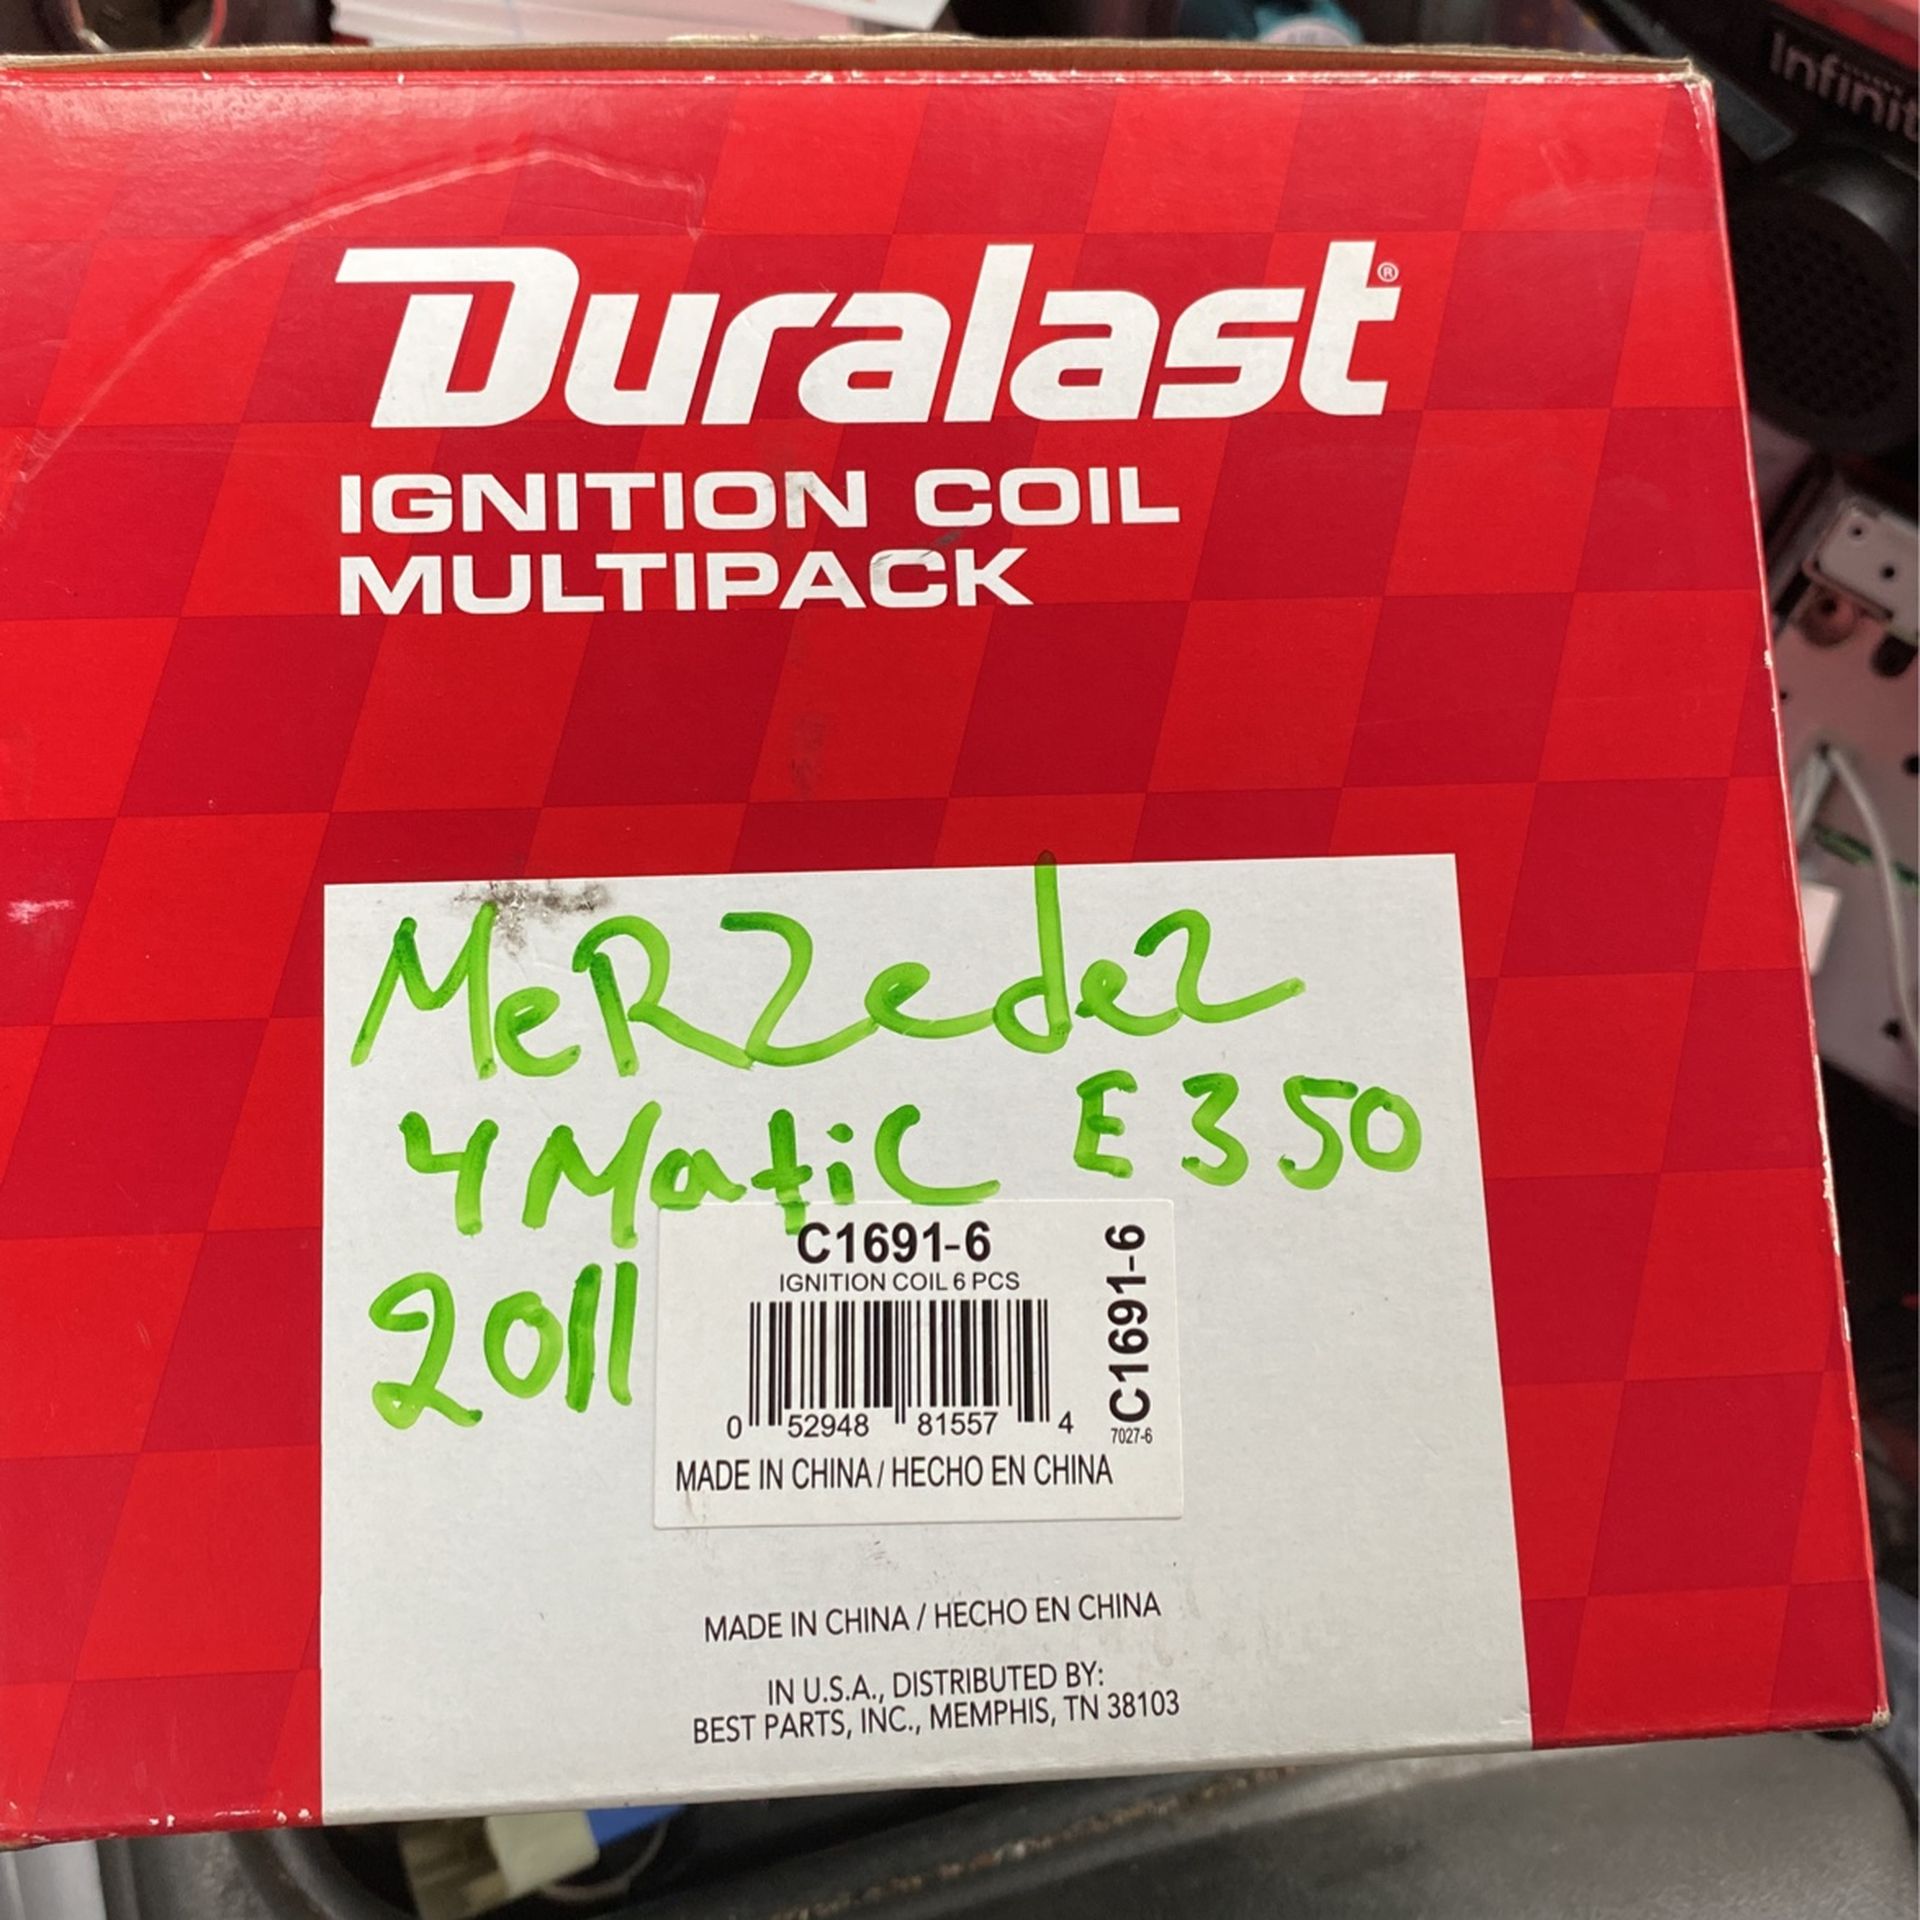 Infinit
Duralast®
IGNITION COIL
MULTIPACK
MeRZedez
4Matic E350
2011
C1691-6
IGNITION COIL 6 PCS
0 52948 81557 4
C1691-6
7027-6
MADE IN CHINA / HECHO EN CHINA
MADE IN CHINA / HECHO EN CHINA
IN U.S.A., DISTRIBUTED BY:
BEST PARTS, INC., MEMPHIS, TN 38103